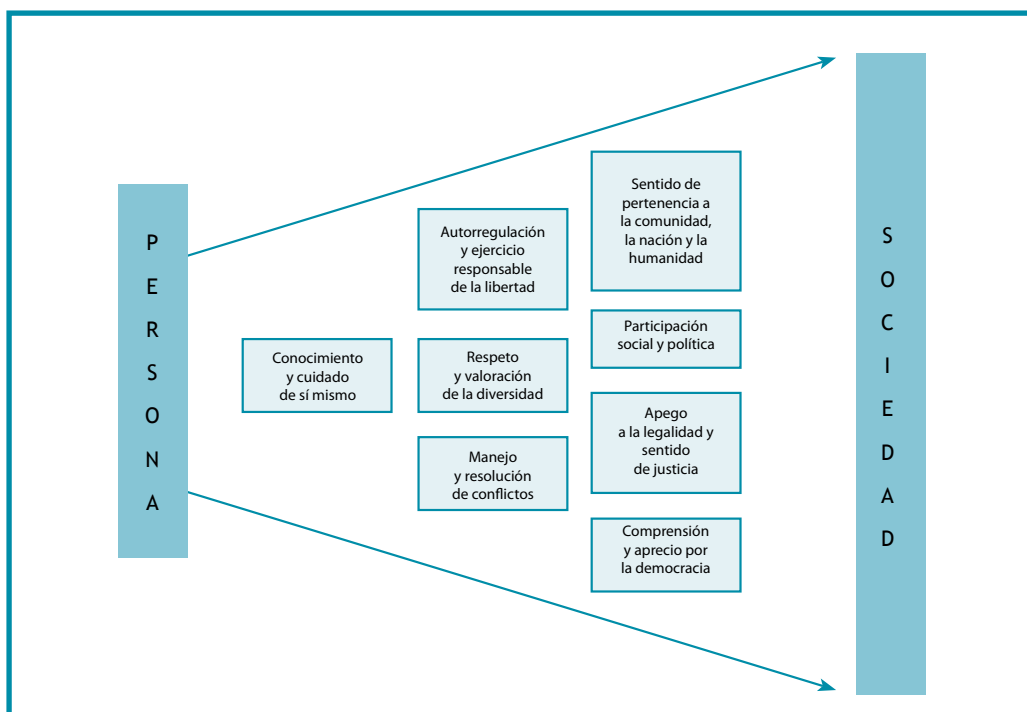 PERSONA
Conocimiento
y cuidado
de sí mismo
Autorregulación
y ejercicio
responsable
de la libertad
Respeto
y valoración
de la diversidad
Manejo
y resolución
de conflictos
Sentido de
pertenencia a
la comunidad,
la nación y la
humanidad
Participación
social y política
Apego
a la legalidad y
sentido
de justicia
Comprensión
y aprecio por
la democracia
SOCIEDAD